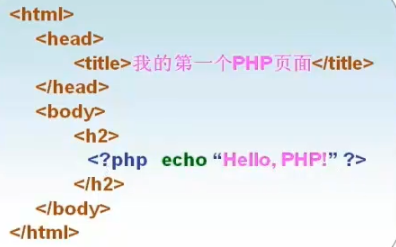 <html>
<head>
<title>我的第一个PHP页面</title>
</head>
<body>
<h2>
<?php echo “Hello, PHP!” ?>
</h2>
</body>
</html>